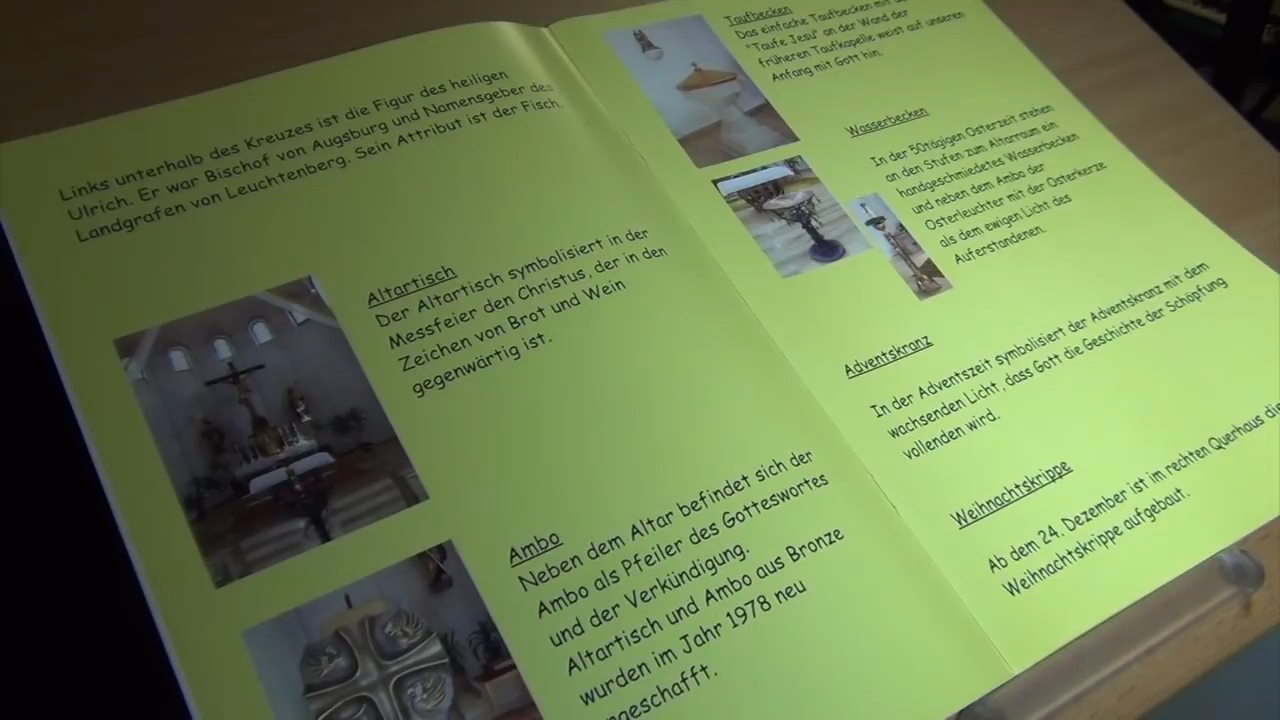 Links unterhalb des Kreuzes ist die Figur des heiligen
Ulrich. Er war Bischof von Augsburg und Namensgeber des
Landgrafen von Leuchtenberg. Sein Attribut ist der Fisch.
Altartisch
Der Altartisch symbolisiert in der
Messfeier den Christus, der in den
Zeichen von Brot und Wein
gegenwärtig ist.
Ambo
Neben dem Altar befindet sich der
Ambo als Pfeiler des Gotteswortes
und der Verkündigung.
Altartisch und Ambo aus Bronze
wurden im Jahr 1978 neu
angeschafft.
Taufbecken
Das einfache Taufbecken mit
"Taufe Jesu" an der Wand der
früheren Taufkapelle weist auf unseren
Anfang mit Gott hin.
Wasserbecken
In der 50tägigen Osterzeit stehen
an den Stufen zum Altarraum ein
handgeschmiedetes Wasserbecken
und neben dem Ambo der
Osterleuchter mit der Osterkerze
als dem ewigen Licht des
Auferstandenen.
Adventskranz
In der Adventszeit symbolisiert der Adventskranz mit dem
wachsenden Licht, dass Gott die Geschichte der Schöpfung
vollenden wird.
Weihnachtskrippe
Ab dem 24. Dezember ist im rechten Querhaus die
Weihnachtskrippe aufgebaut.